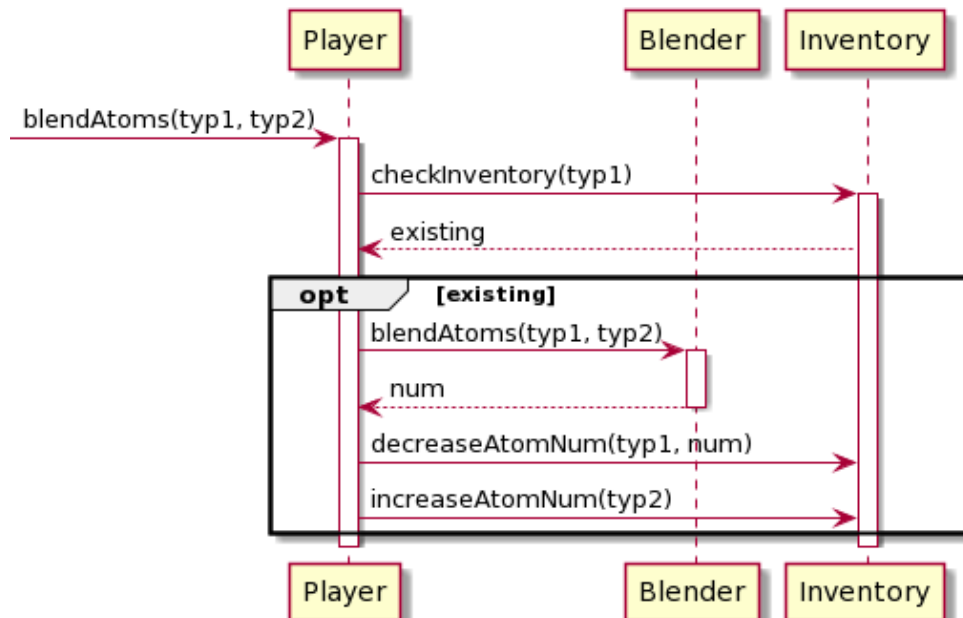 Player Blender Inventory
blendAtoms(typ1, typ2)
checkInventory(typ1)
existing
opt [existing]
blendAtoms(typ1, typ2)
num
decreaseAtomNum(typ1, num)
increaseAtomNum(typ2)
Player Blender Inventory